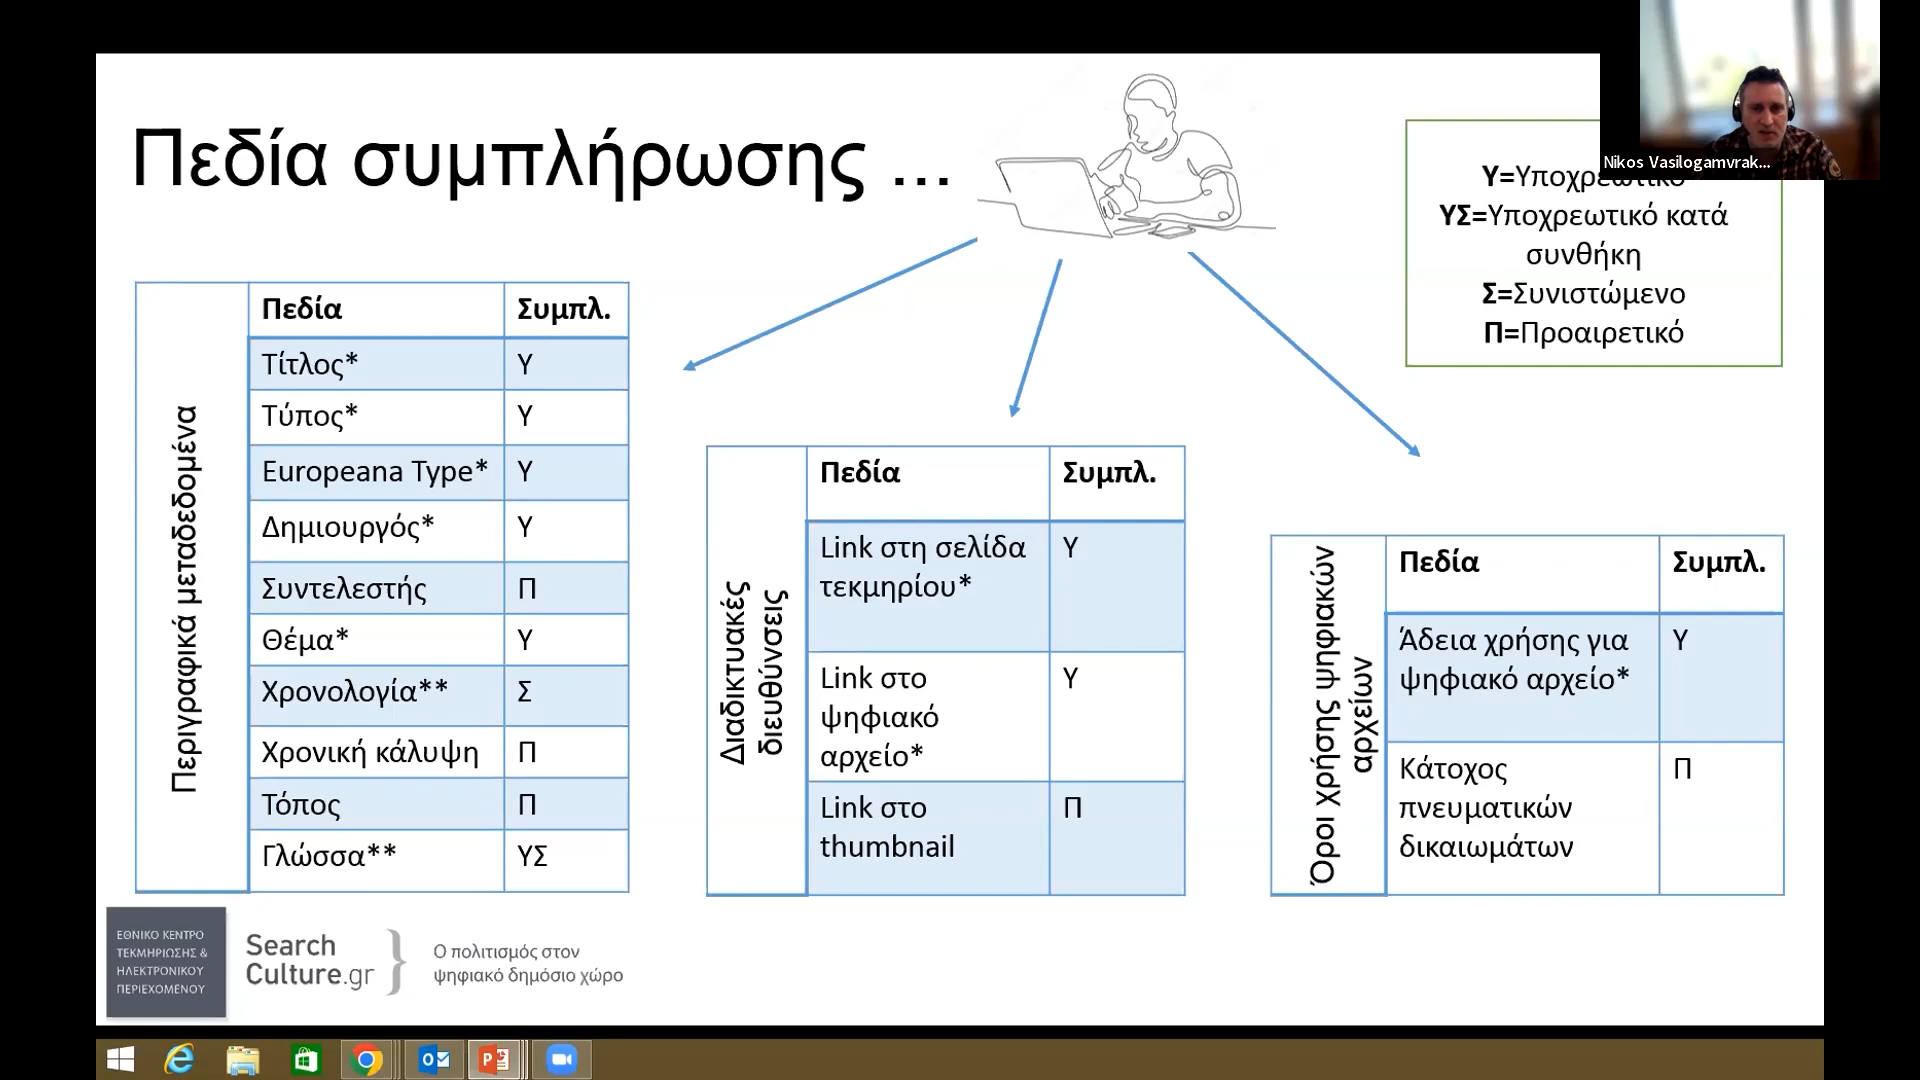 Πεδία συμπλήρωσης ...
Nikos Vasilogamvrak...
Υ=Υποχρεωτικό
ΥΣ=Υποχρεωτικό κατά
συνθήκη
Σ=Συνιστώμενο
Π=Προαιρετικό
Περιγραφικά μεταδεδομένα
Πεδία Συμπλ.
Τίτλος* Υ
Τύπος* Υ
Europeana Type* Υ
Δημιουργός* Υ
Συντελεστής Π
Θέμα* Υ
Χρονολογία** Σ
Χρονική κάλυψη Π
Τόπος Π
Γλώσσα** ΥΣ
Διαδικτυακές
διευθύνσεις
Πεδία Συμπλ.
Link στη σελίδα Υ
τεκμηρίου*
Link στο Υ
ψηφιακό
αρχείο*
Link στο Π
thumbnail
Όροι χρήσης ψηφιακών
αρχείων
Πεδία Συμπλ.
Άδεια χρήσης για Υ
ψηφιακό αρχείο*
Κάτοχος Π
πνευματικών
δικαιωμάτων
ΕΘΝΙΚΟ ΚΕΝΤΡΟ
ΤΕΚΜΗΡΙΩΣΗΣ &
ΗΛΕΚΤΡΟΝΙΚΟΥ
ΠΕΡΙΕΧΟΜΕΝΟΥ
Search
Culture.gr
Ο πολιτισμός στον
ψηφιακό δημόσιο χώρο